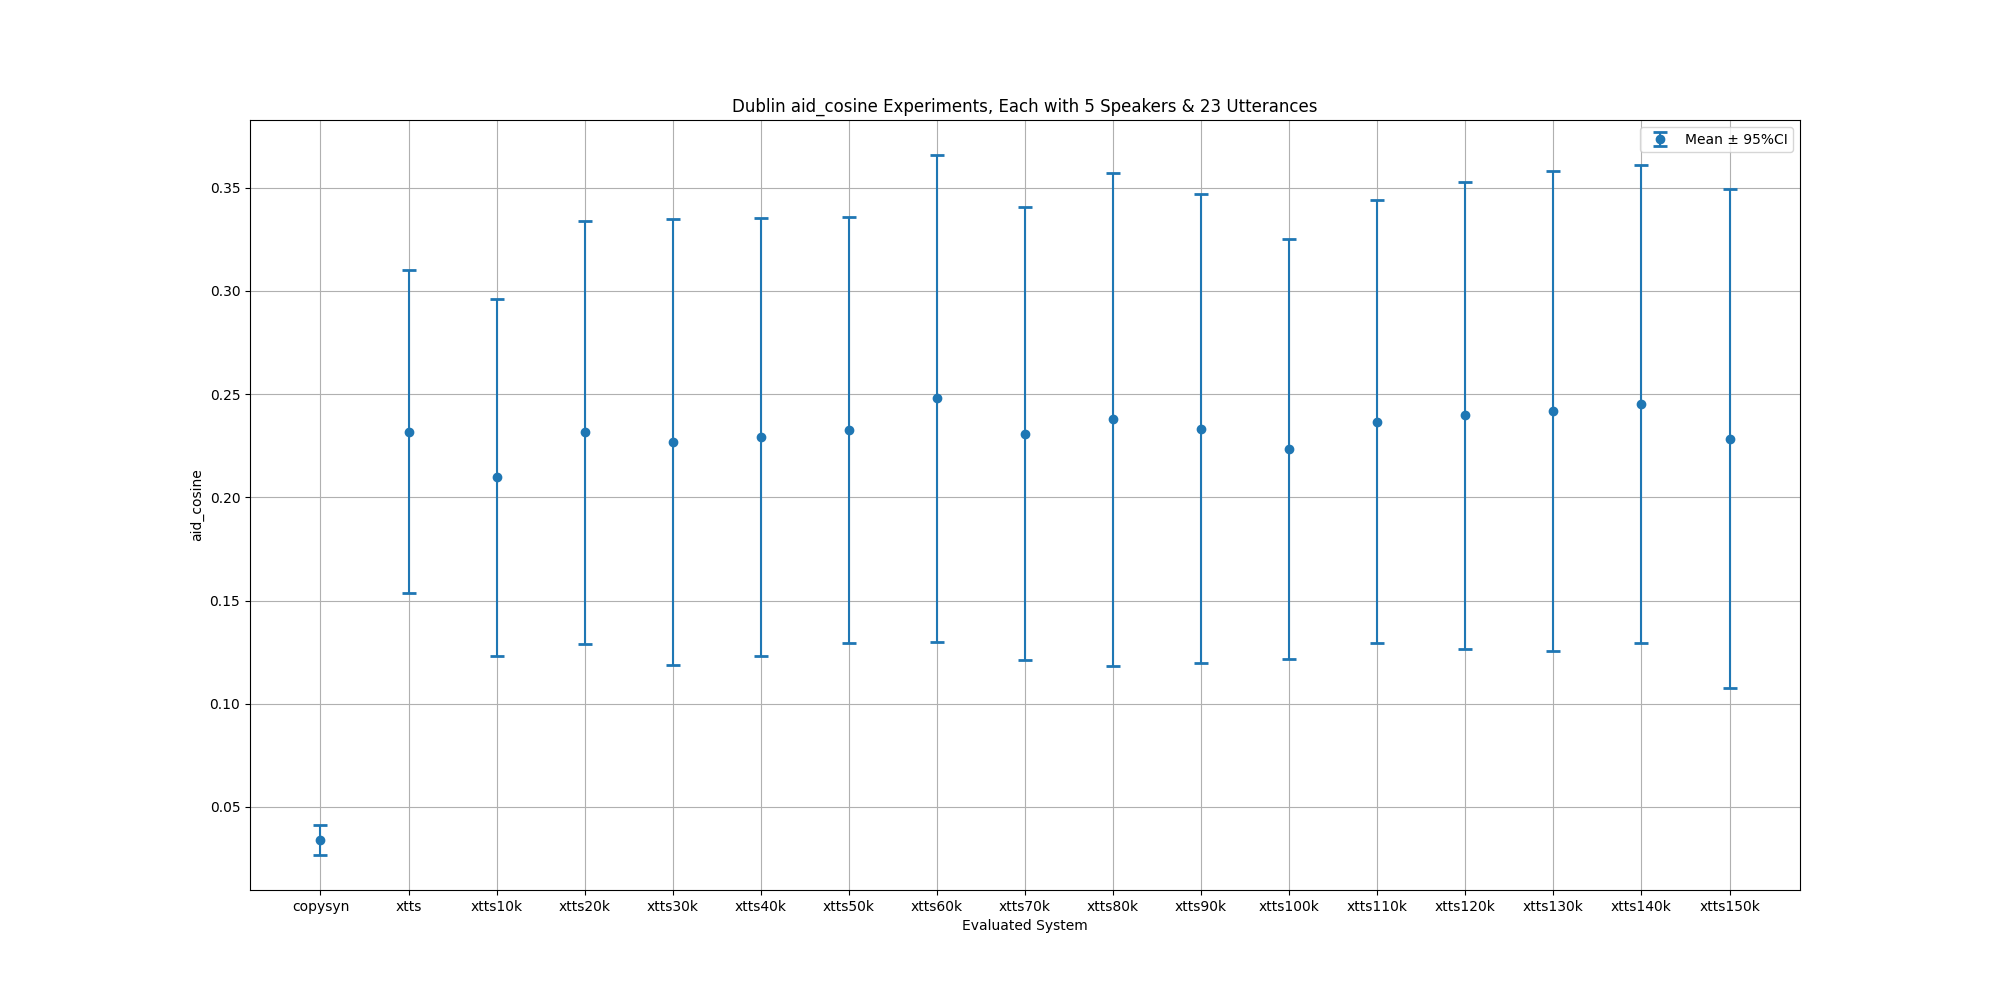 Dublin aid_cosine Experiments, Each with 5 Speakers & 23 Utterances
Mean ± 95%CI
0.35
0.30
0.25
0.20
0.15
0.10
0.05
aid_cosine
copysyn xtts xtts10k xtts20k xtts30k xtts40k xtts50k xtts60k xtts70k xtts80k xtts90k xtts100k xtts110k xtts120k xtts130k xtts140k xtts150k
Evaluated System